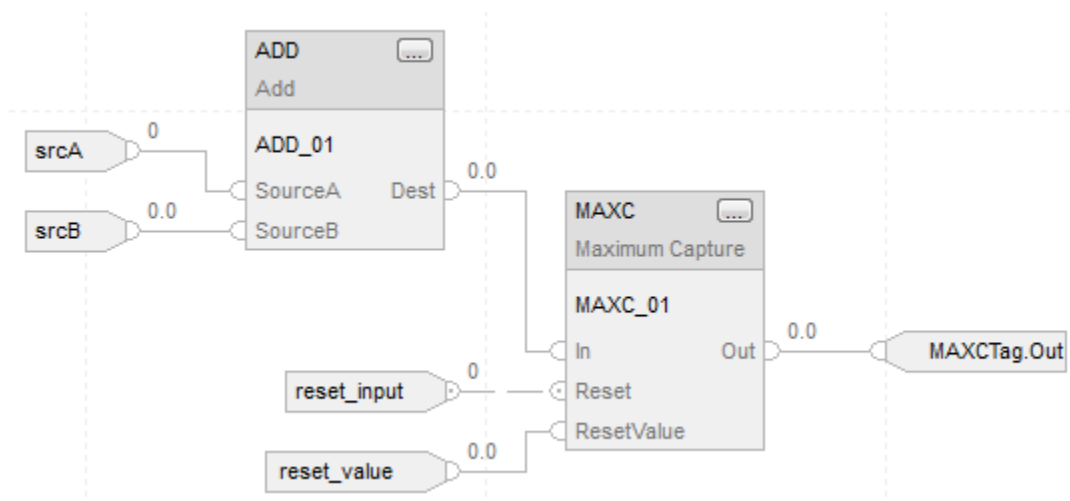 ADD
...
Add
0
srcA
ADD_01
SourceA
Dest
0.0
srcB
0.0
SourceB
MAXC
...
Maximum Capture
MAXC_01
In
Out
0.0
MAXCTag.Out
reset_input
0
Reset
ResetValue
reset_value
0.0